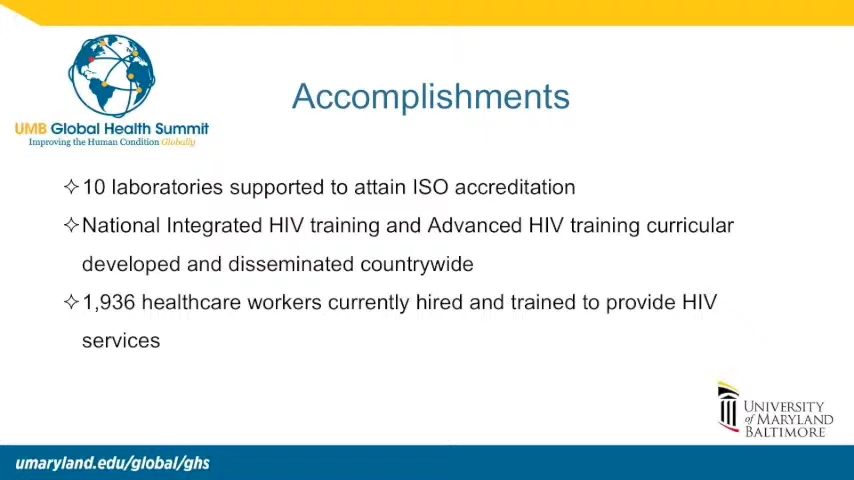 UMB Global Health Summit
Improving the Human Condition Globally
Accomplishments
✧10 laboratories supported to attain ISO accreditation
✧National Integrated HIV training and Advanced HIV training curricular
developed and disseminated countrywide
✧1,936 healthcare workers currently hired and trained to provide HIV
services
UNIVERSITY
of MARYLAND
BALTIMORE
umaryland.edu/global/ghs